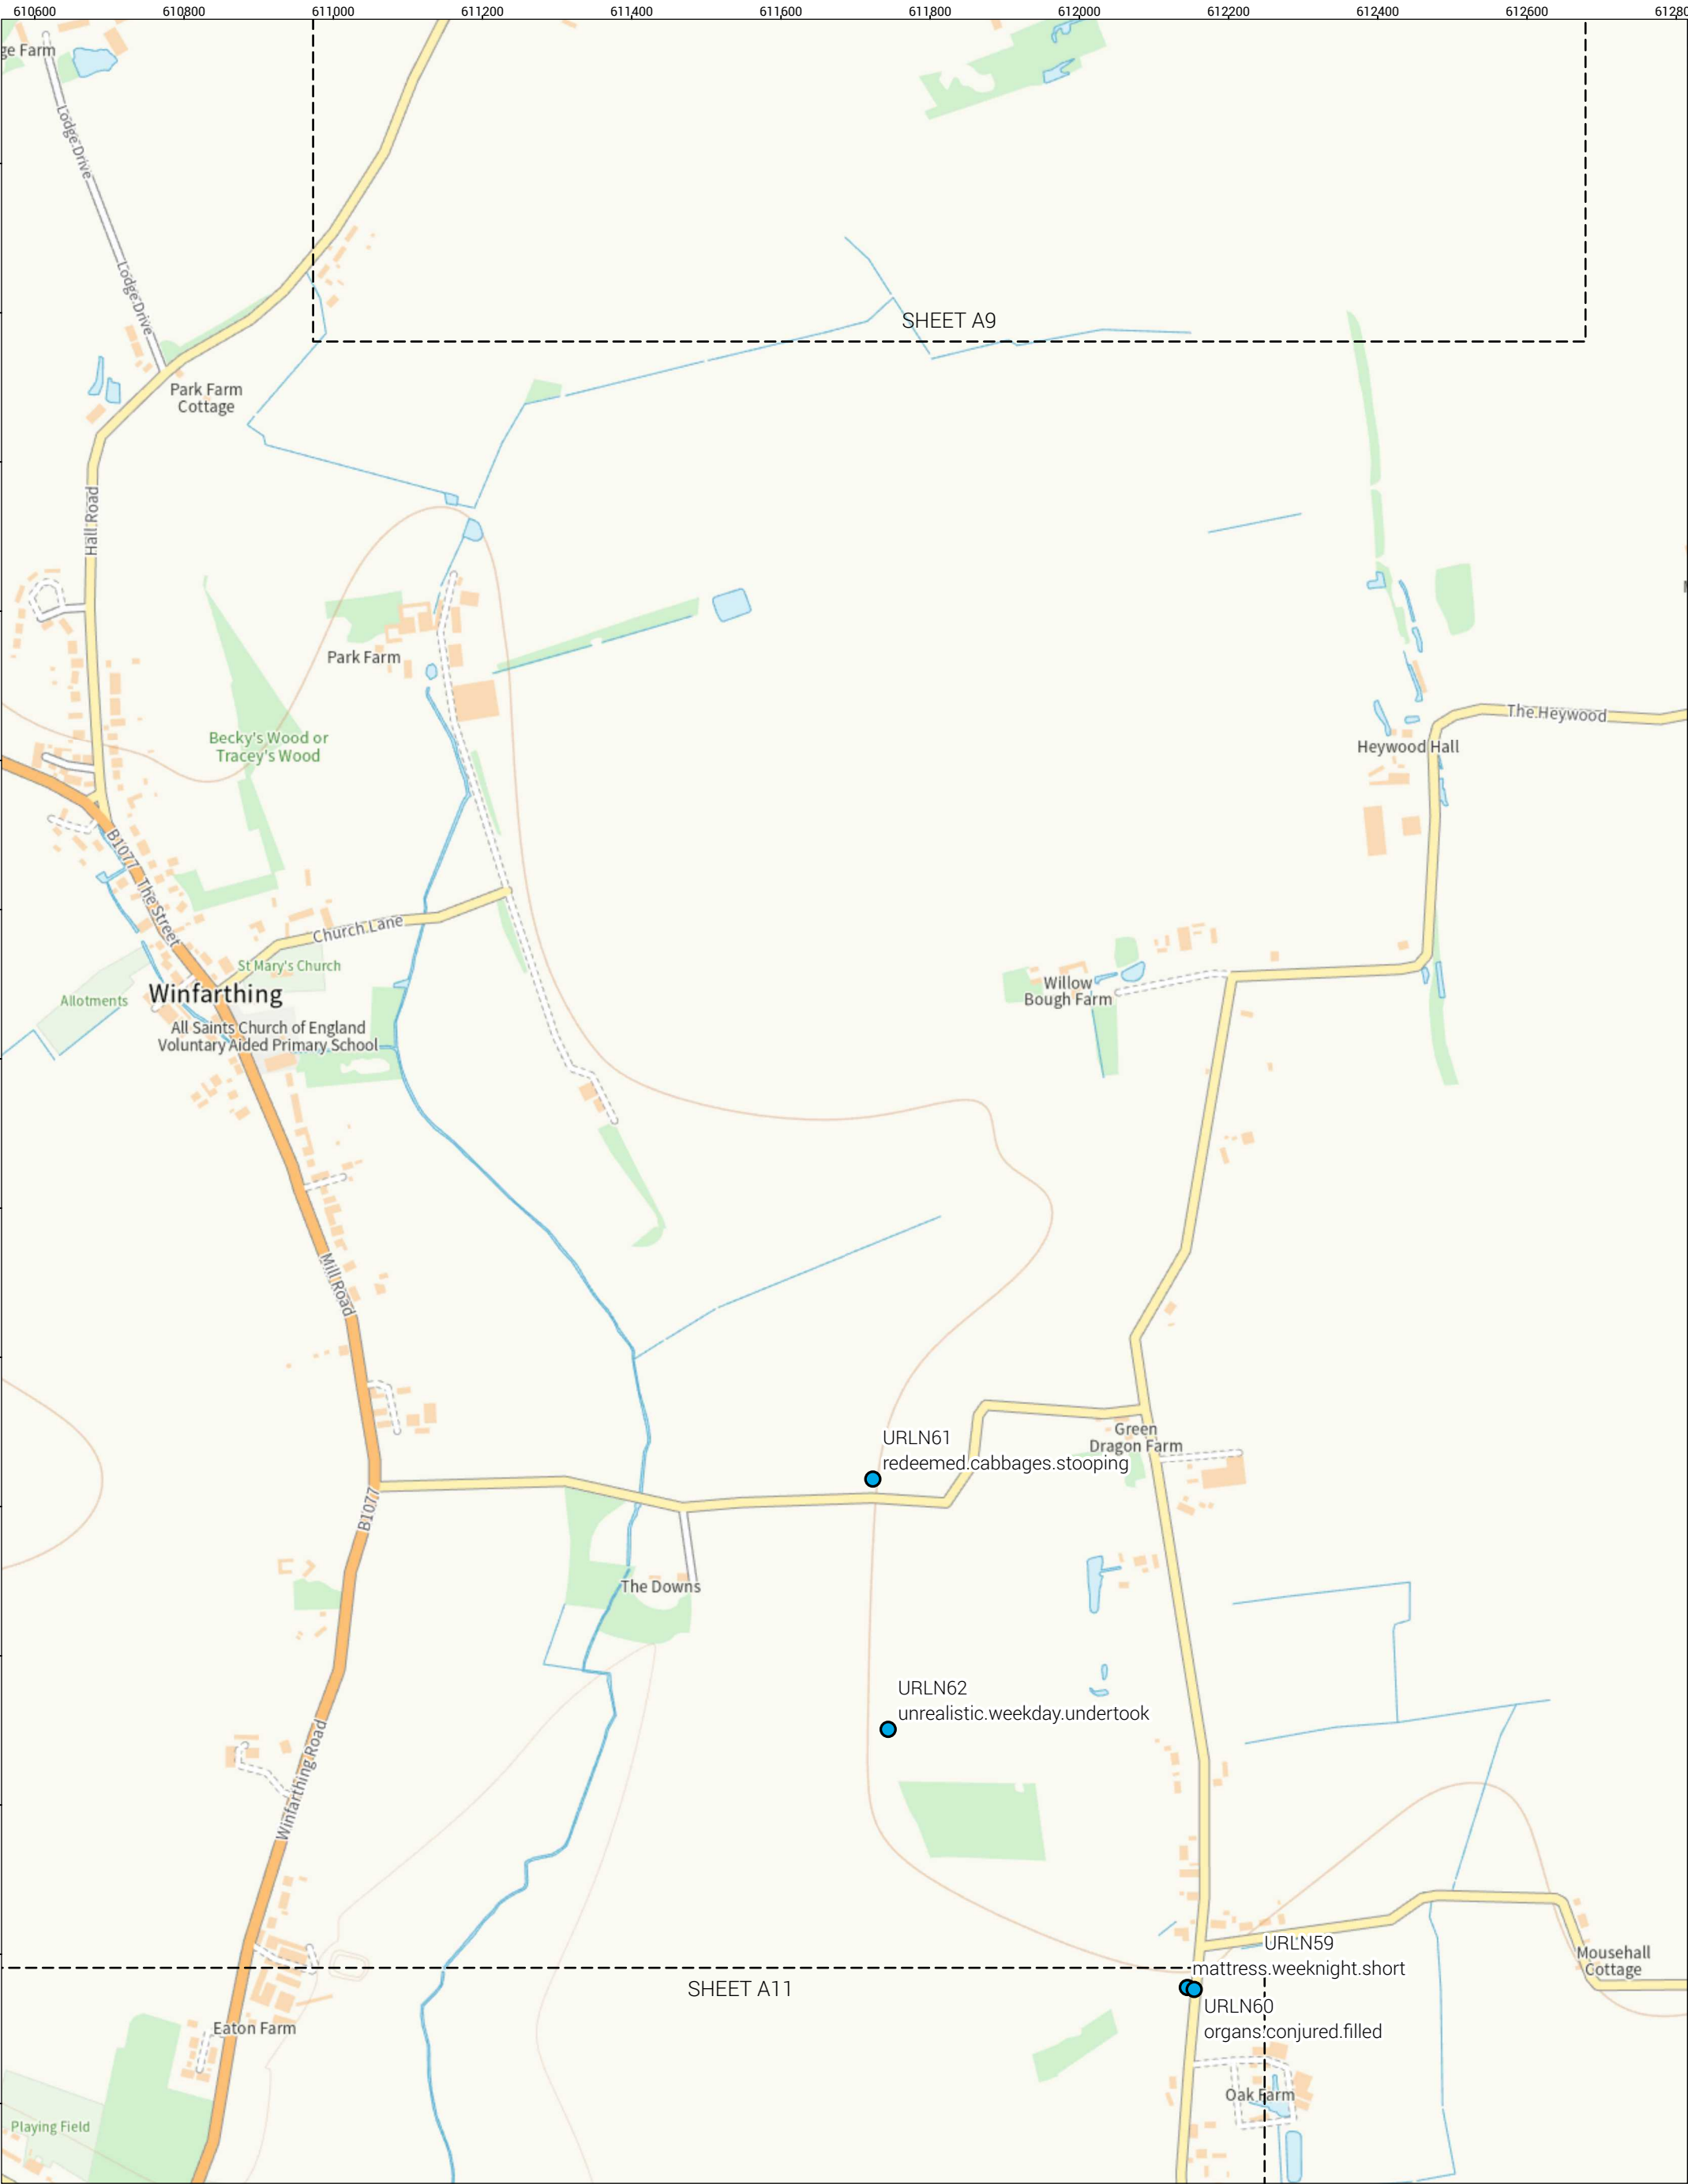 610600 610800 611000 611200 611400 611600 611800 612000 612200 612400 612600 6128
ge Farm
Lodge Drive
Lodge Drive
SHEET A9
Park Farm
Cottage
Hall Road
Park Farm
Becky's Wood or
Tracey's Wood
The Heywood
Heywood Hall
B1077
The Street
Church Lane
St Mary's Church
Allotments
Winfarthing
Willow
Bough Farm
All Saints Church of England
Voluntary Aided Primary School
Mill Road
URLN61
redeemed.cabbages.stooping
Green
Dragon Farm
B1077
The Downs
URLN62
unrealistic.weekday.undertook
Winfarthing Road
URLN59
mattress.weeknight.short
Mousehall
Cottage
SHEET A11
URLN60
organs.conjured.filled
Eaton Farm
Oak Farm
Playing Field